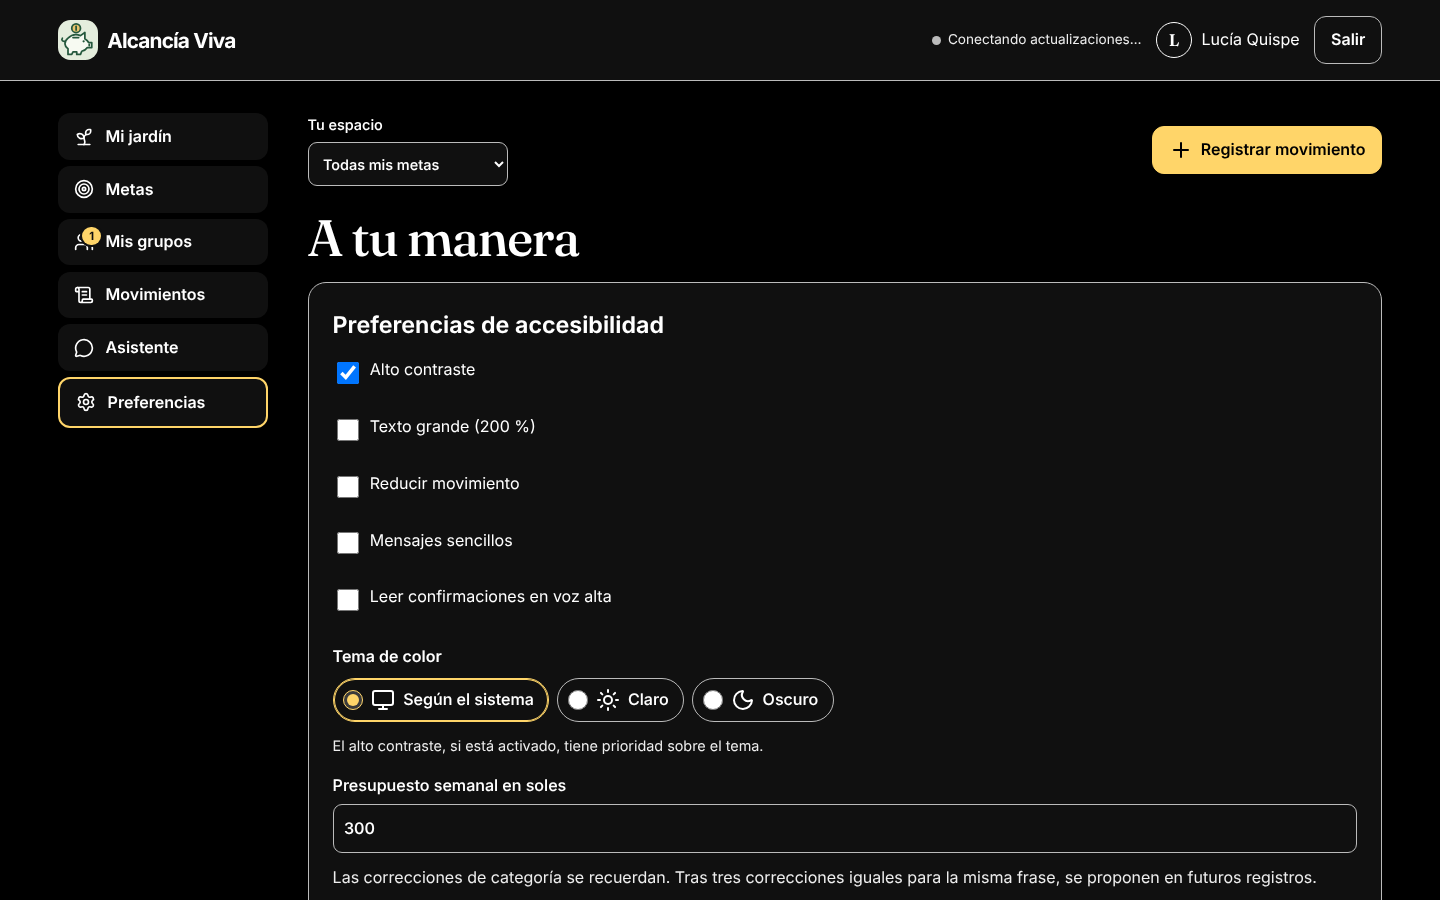 Alcancía Viva
Conectando actualizaciones...
L
Lucía Quispe
Salir
Mi jardín
Metas
1
Mis grupos
Movimientos
Asistente
Preferencias
Tu espacio
Todas mis metas
Registrar movimiento
A tu manera
Preferencias de accesibilidad
Alto contraste
Texto grande (200 %)
Reducir movimiento
Mensajes sencillos
Leer confirmaciones en voz alta
Tema de color
Según el sistema
Claro
Oscuro
El alto contraste, si está activado, tiene prioridad sobre el tema.
Presupuesto semanal en soles
300
Las correcciones de categoría se recuerdan. Tras tres correcciones iguales para la misma frase, se proponen en futuros registros.